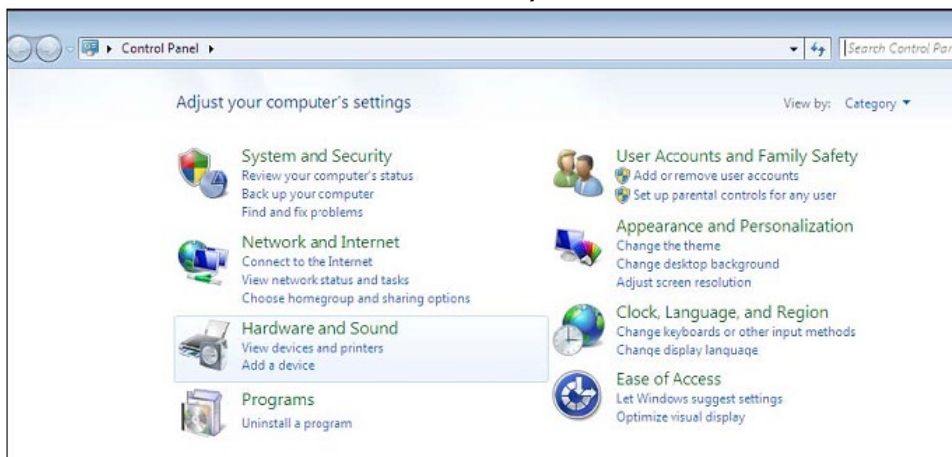 Control Panel
Search Control Par
Adjust your computer's settings
View by: Category
System and Security
Review your computer's status
Back up your computer
Find and fix problems
Network and Internet
Connect to the Internet
View network status and tasks
Choose homegroup and sharing options
Hardware and Sound
View devices and printers
Add a device
Programs
Uninstall a program
User Accounts and Family Safety
Add or remove user accounts
Set up parental controls for any user
Appearance and Personalization
Change the theme
Change desktop background
Adjust screen resolution
Clock, Language, and Region
Change keyboards or other input methods
Change display language
Ease of Access
Let Windows suggest settings
Optimize visual display